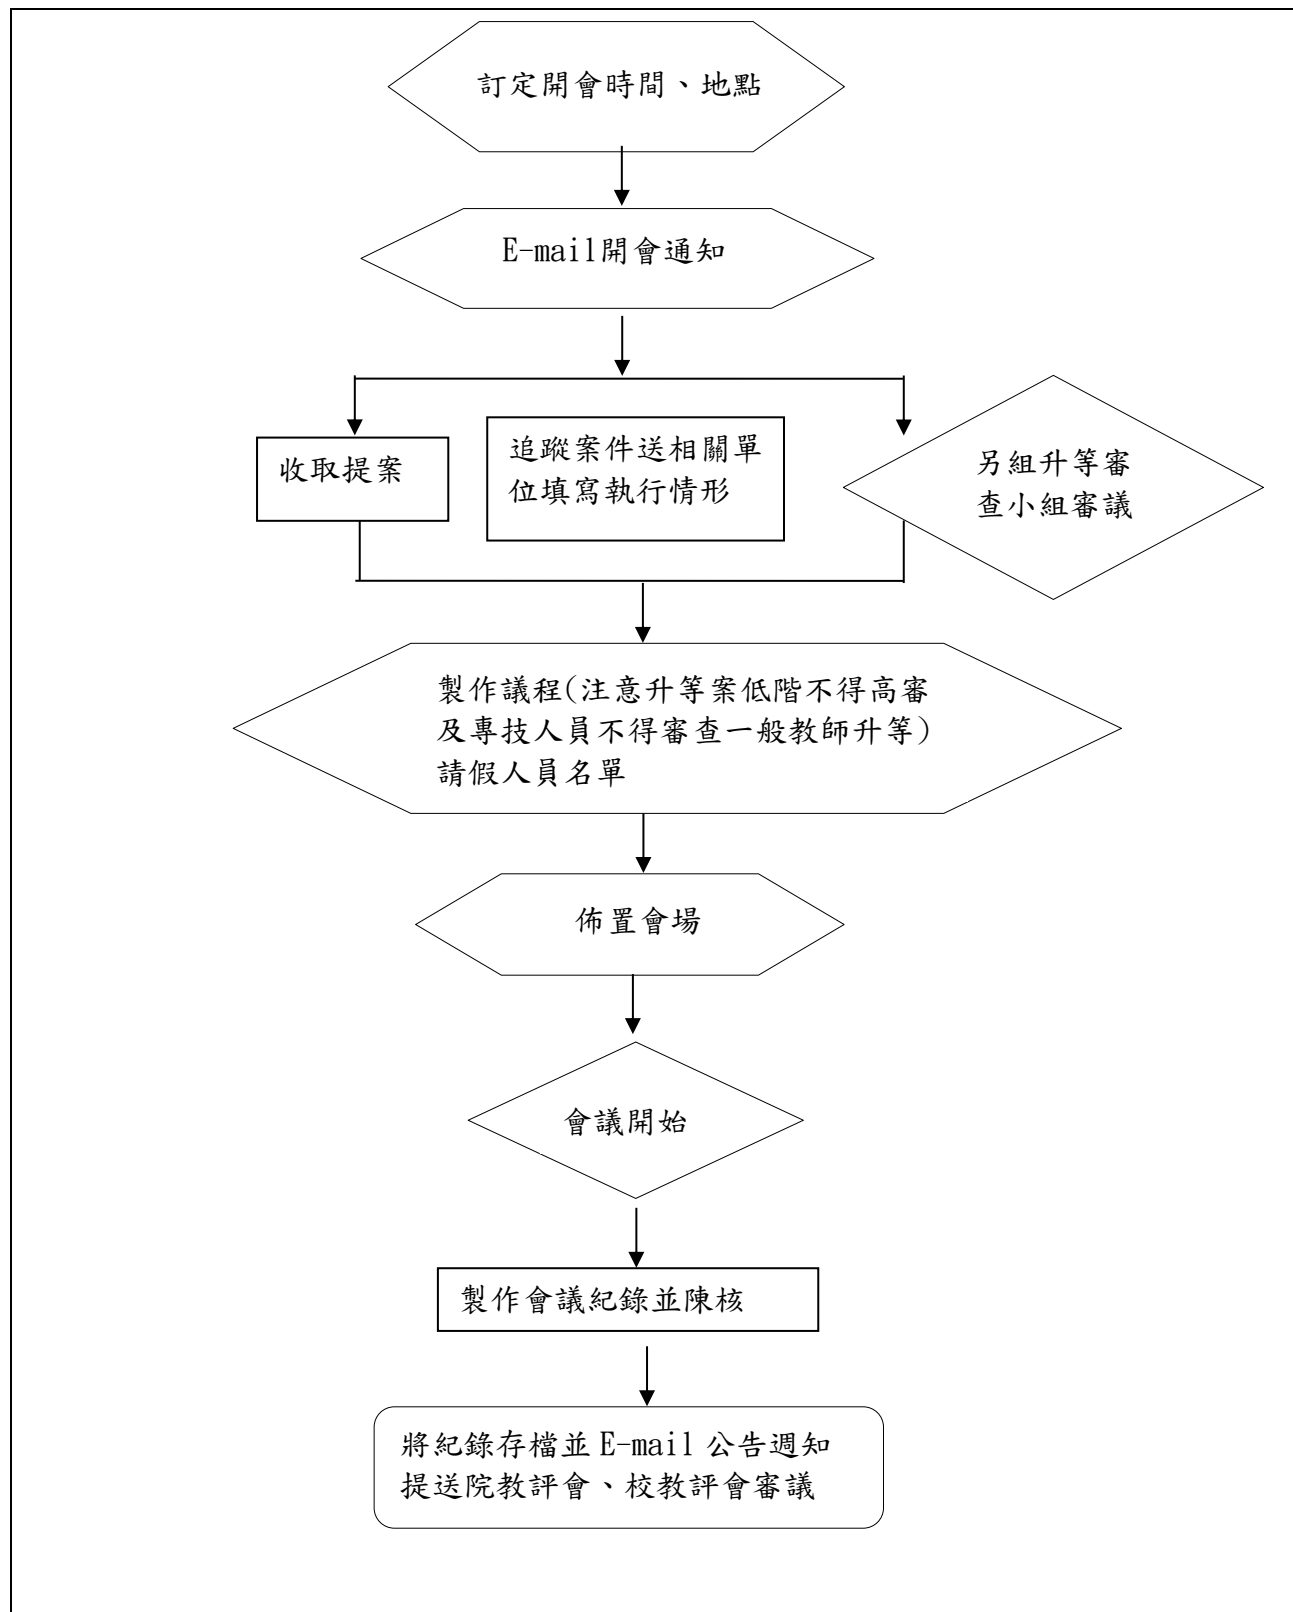 訂定開會時間、地點
E-mail開會通知
收取提案
追蹤案件送相關單
位填寫執行情形
另組升等審
查小組審議
製作議程(注意升等案低階不得高審
及專技人員不得審查一般教師升等)
請假人員名單
佈置會場
會議開始
製作會議紀錄並陳核
將紀錄存檔並 E-mail 公告週知
提送院教評會、校教評會審議